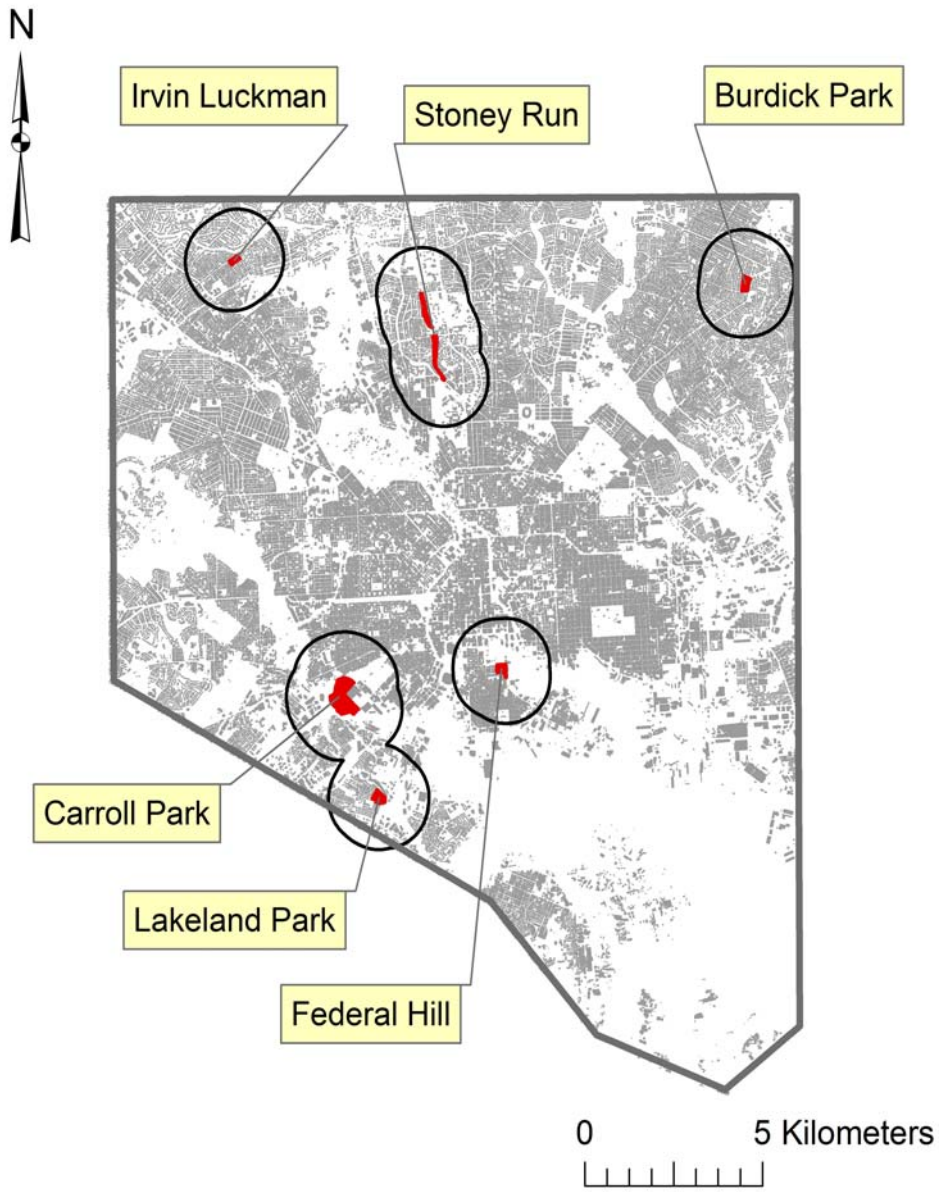 N
Irvin Luckman
Stoney Run
Burdick Park
Carroll Park
Lakeland Park
Federal Hill
0 5 Kilometers